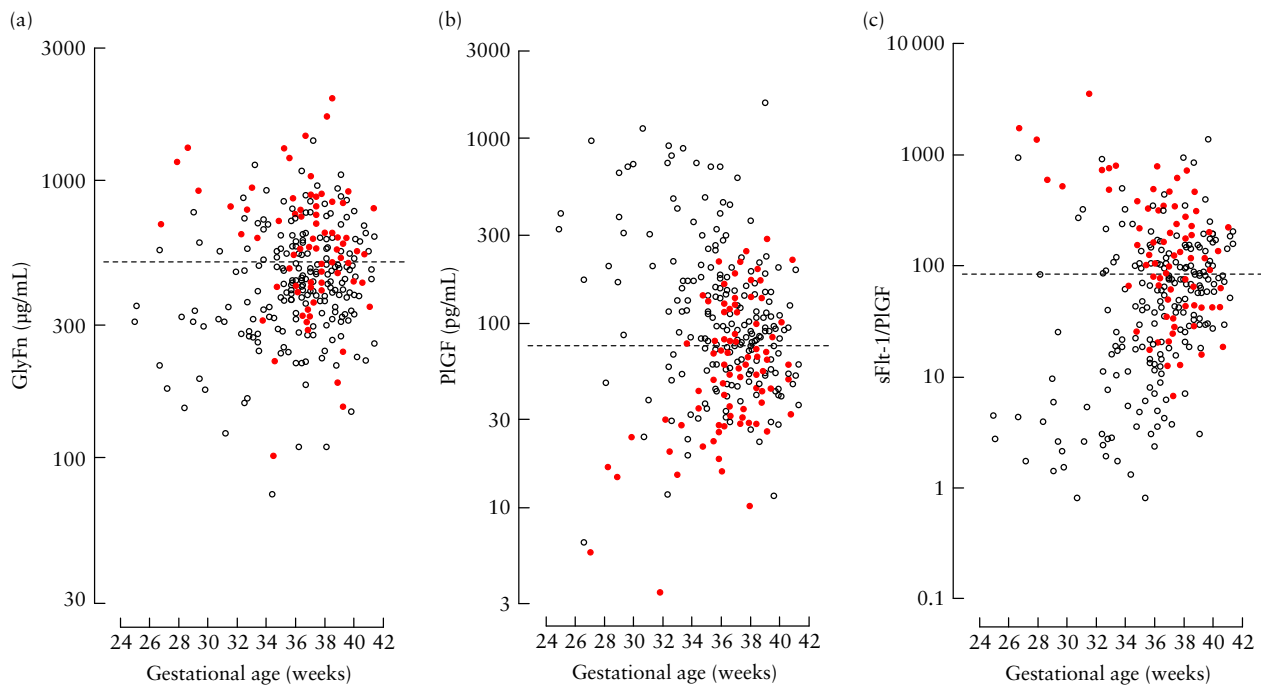 (a)
GlyFn (µg/mL)
3000
1000
300
100
30
24 26 28 30 32 34 36 38 40 42
Gestational age (weeks)
(b)
PlGF (pg/mL)
3000
1000
300
100
30
10
3
24 26 28 30 32 34 36 38 40 42
Gestational age (weeks)
(c)
sFlt-1/PlGF
10 000
1000
100
10
1
0.1
24 26 28 30 32 34 36 38 40 42
Gestational age (weeks)